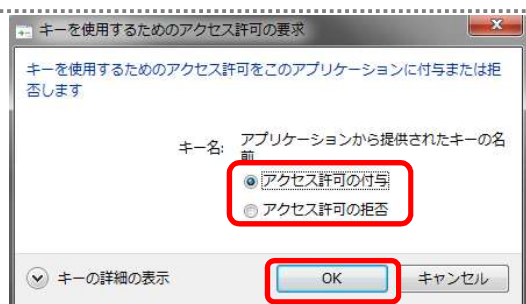 キーを使用するためのアクセス許可の要求
キーを使用するためのアクセス許可をこのアプリケーションに付与または拒
否します
キー名: アプリケーションから提供されたキーの名
前
アクセス許可の付与
アクセス許可の拒否
キーの詳細の表示 OK キャンセル